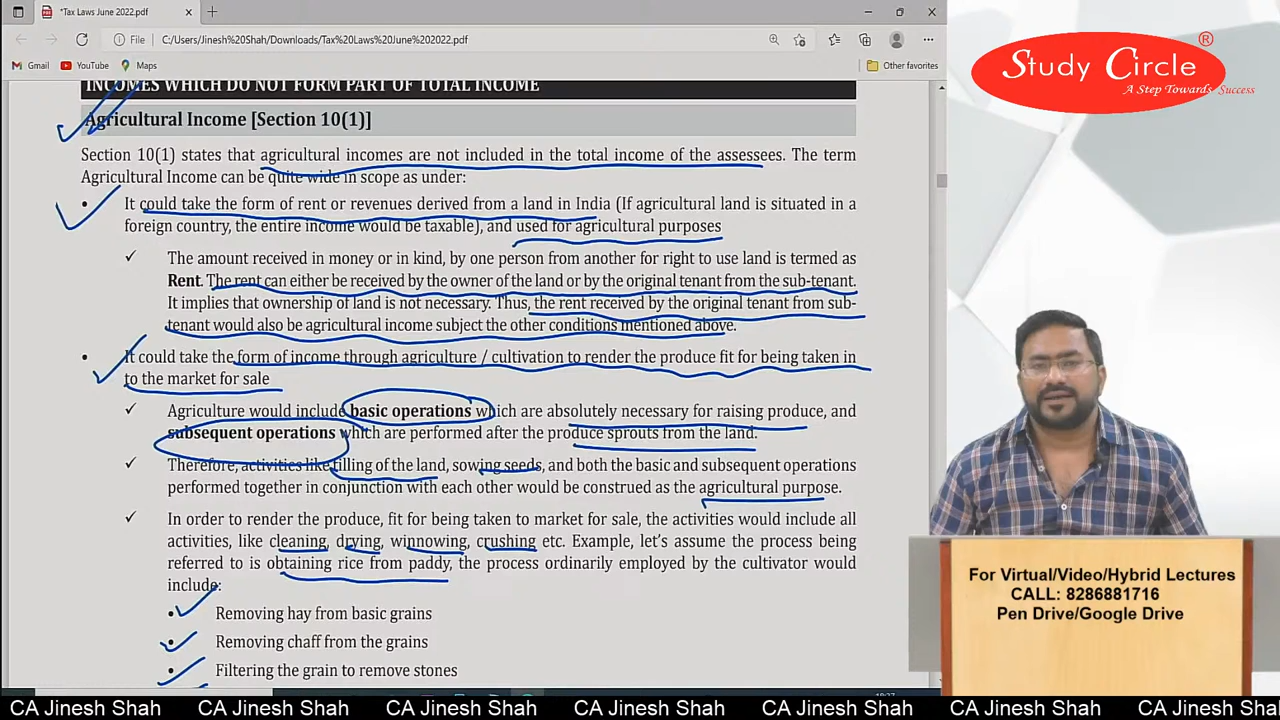 *Tax Laws June 2022.pdf
File
C:/Users/Jinesh%20Shah/Downloads/Tax%20Laws%20June%202022.pdf
Gmail
YouTube
Maps
Other favorites
INCOMES WHICH DO NOT FORM PART OF TOTAL INCOME
Agricultural Income [Section 10(1)]
Section 10(1) states that agricultural incomes are not included in the total income of the assessees. The term
Agricultural Income can be quite wide in scope as under:
• It could take the form of rent or revenues derived from a land in India (If agricultural land is situated in a
foreign country, the entire income would be taxable), and used for agricultural purposes
✓ The amount received in money or in kind, by one person from another for right to use land is termed as
Rent. The rent can either be received by the owner of the land or by the original tenant from the sub-tenant.
It implies that ownership of land is not necessary. Thus, the rent received by the original tenant from sub-
tenant would also be agricultural income subject the other conditions mentioned above.
• It could take the form of income through agriculture / cultivation to render the produce fit for being taken in
to the market for sale
✓ Agriculture would include basic operations which are absolutely necessary for raising produce, and
subsequent operations which are performed after the produce sprouts from the land.
✓ Therefore, activities like tilling of the land, sowing seeds, and both the basic and subsequent operations
performed together in conjunction with each other would be construed as the agricultural purpose.
✓ In order to render the produce, fit for being taken to market for sale, the activities would include all
activities, like cleaning, drying, winnowing, crushing etc. Example, let's assume the process being
referred to is obtaining rice from paddy, the process ordinarily employed by the cultivator would
include:
• Removing hay from basic grains
• Removing chaff from the grains
• Filtering the grain to remove stones
Study Circle ®
A Step Towards Success
For Virtual/Video/Hybrid Lectures
CALL: 8286881716
Pen Drive/Google Drive
CA Jinesh Shah CA Jinesh Shah CA Jinesh Shah CA Jinesh Shah CA Jinesh Shah CA Jinesh Shah CA Jinesh Sha